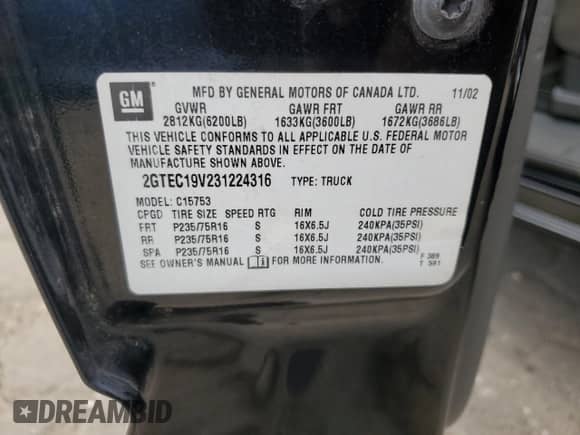 GM
MFD BY GENERAL MOTORS OF CANADA LTD. 11/02
GVWR GAWR FRT GAWR RR
2812KG(6200LB) 1633KG(3600LB) 1672KG(3686LB)
THIS VEHICLE CONFORMS TO ALL APPLICABLE U.S. FEDERAL MOTOR
VEHICLE SAFETY STANDARDS IN EFFECT ON THE DATE OF
MANUFACTURE SHOWN ABOVE.
2GTEC19V231224316 TYPE: TRUCK
MODEL: C15753
CPGD TIRE SIZE SPEED RTG RIM COLD TIRE PRESSURE
FRT P235/75R16 S 16X6.5J 240KPA(35PSI)
RR P235/75R16 S 16X6.5J 240KPA(35PSI)
SPA P235/75R16 S 16X6.5J 240KPA(35PSI)
SEE OWNER'S MANUAL FOR MORE INFORMATION.
F 389
T 581
DREAMBID